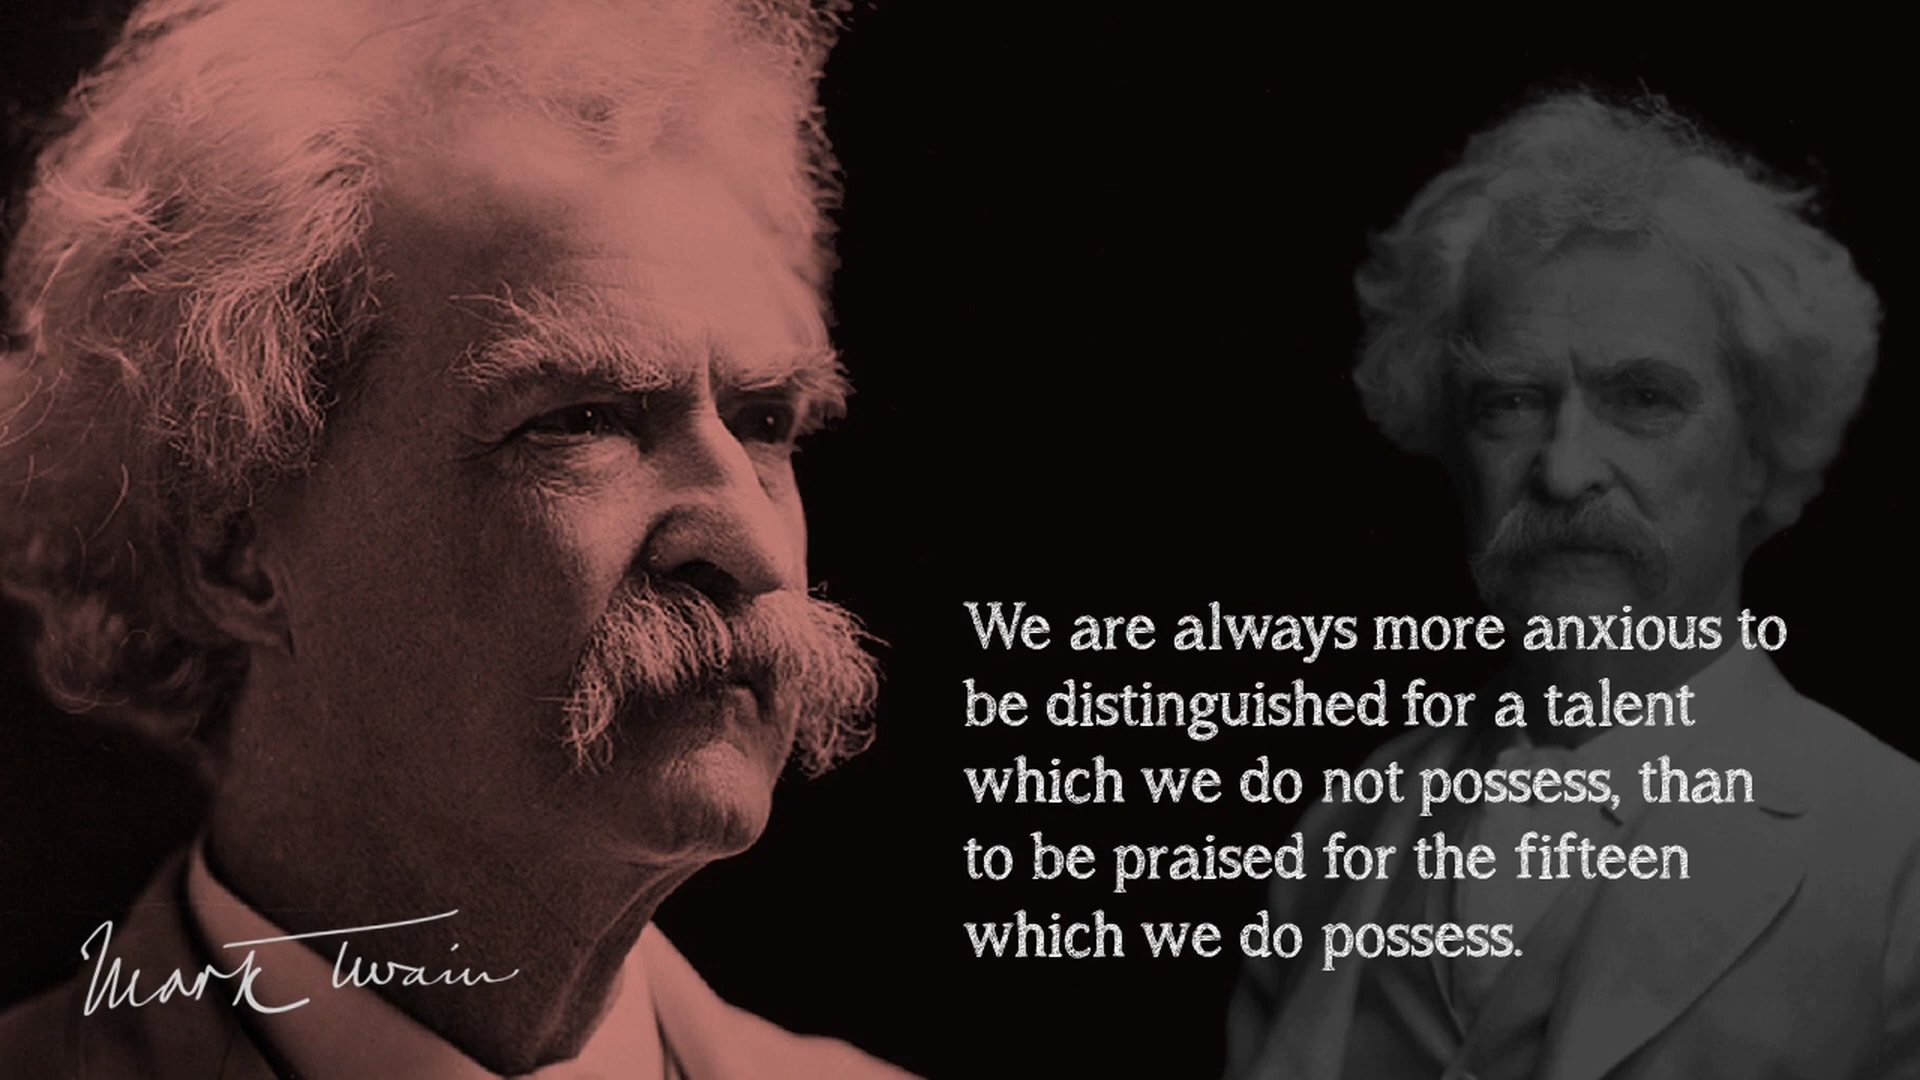 We are always more anxious to
be distinguished for a talent
which we do not possess, than
to be praised for the fifteen
which we do possess.
Mark Twain